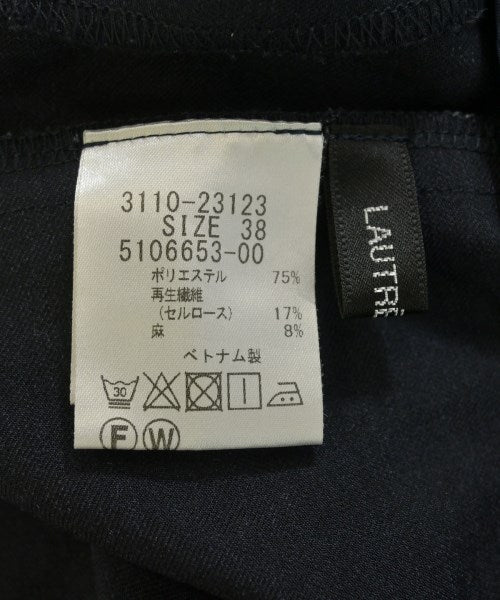 3110-23123
SIZE 38
5106653-00
ポリエステル 75%
再生繊維
(セルロース) 17%
麻 8%
ベトナム製
30
F W
LAUTRÉ